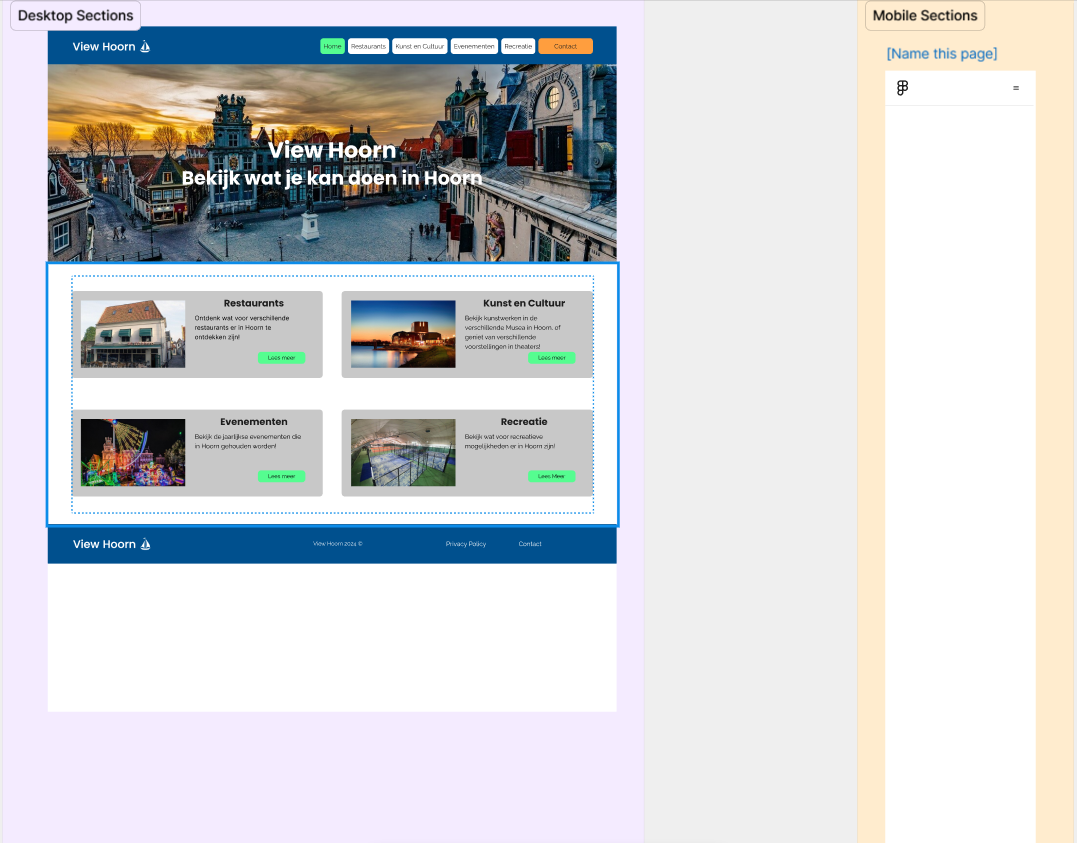 Desktop Sections
Mobile Sections
[Name this page]
View Hoorn
Home
Restaurants
Kunst en Cultuur
Evenementen
Recreatie
Contact
View Hoorn
Bekijk wat je kan doen in Hoorn
Restaurants
Ontdenk wat voor verschillende
restaurants er in Hoorn te
ontdekken zijn!
Lees meer
Kunst en Cultuur
Bekijk kunstwerken in de
verschillende Musea in Hoorn, of
geniet van verschillende
voorstellingen in theaters!
Lees meer
Evenementen
Bekijk de jaarlijkse evenementen die
in Hoorn gehouden worden!
Lees meer
Recreatie
Bekijk wat voor recreatieve
mogelijkheden er in Hoorn zijn!
Lees Meer
View Hoorn
View Hoorn 2024 ©
Privacy Policy
Contact